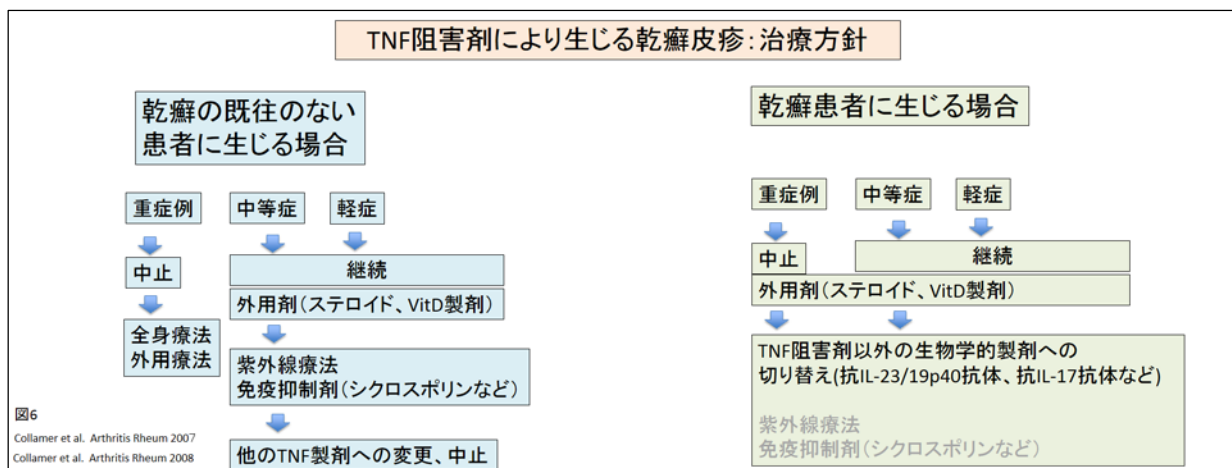 TNF阻害剤により生じる乾癬皮疹：治療方針
乾癬の既往のない
患者に生じる場合
重症例
中等症
軽症
中止
継続
外用剤（ステロイド、VitD製剤）
全身療法
外用療法
紫外線療法
免疫抑制剤（シクロスポリンなど）
他のTNF製剤への変更、中止
図6
Collamer et al. Arthritis Rheum 2007
Collamer et al. Arthritis Rheum 2008
乾癬患者に生じる場合
重症例
中等症
軽症
中止
継続
外用剤（ステロイド、VitD製剤）
TNF阻害剤以外の生物学的製剤への
切り替え(抗IL-23/19p40抗体、抗IL-17抗体など)
紫外線療法
免疫抑制剤（シクロスポリンなど）